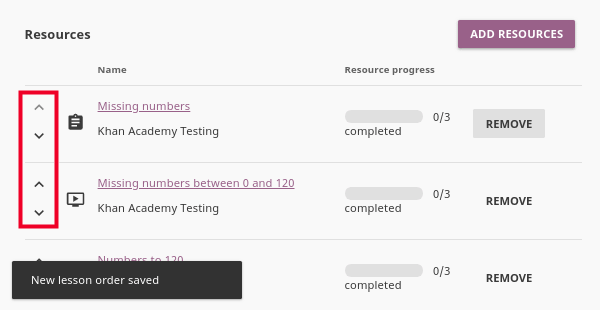 Resources
ADD RESOURCES
Name Resource progress
Missing numbers
Khan Academy Testing
0/3
completed
REMOVE
Missing numbers between 0 and 120
Khan Academy Testing
0/3
completed
REMOVE
Numbers to 120
0/3
completed
REMOVE
New lesson order saved